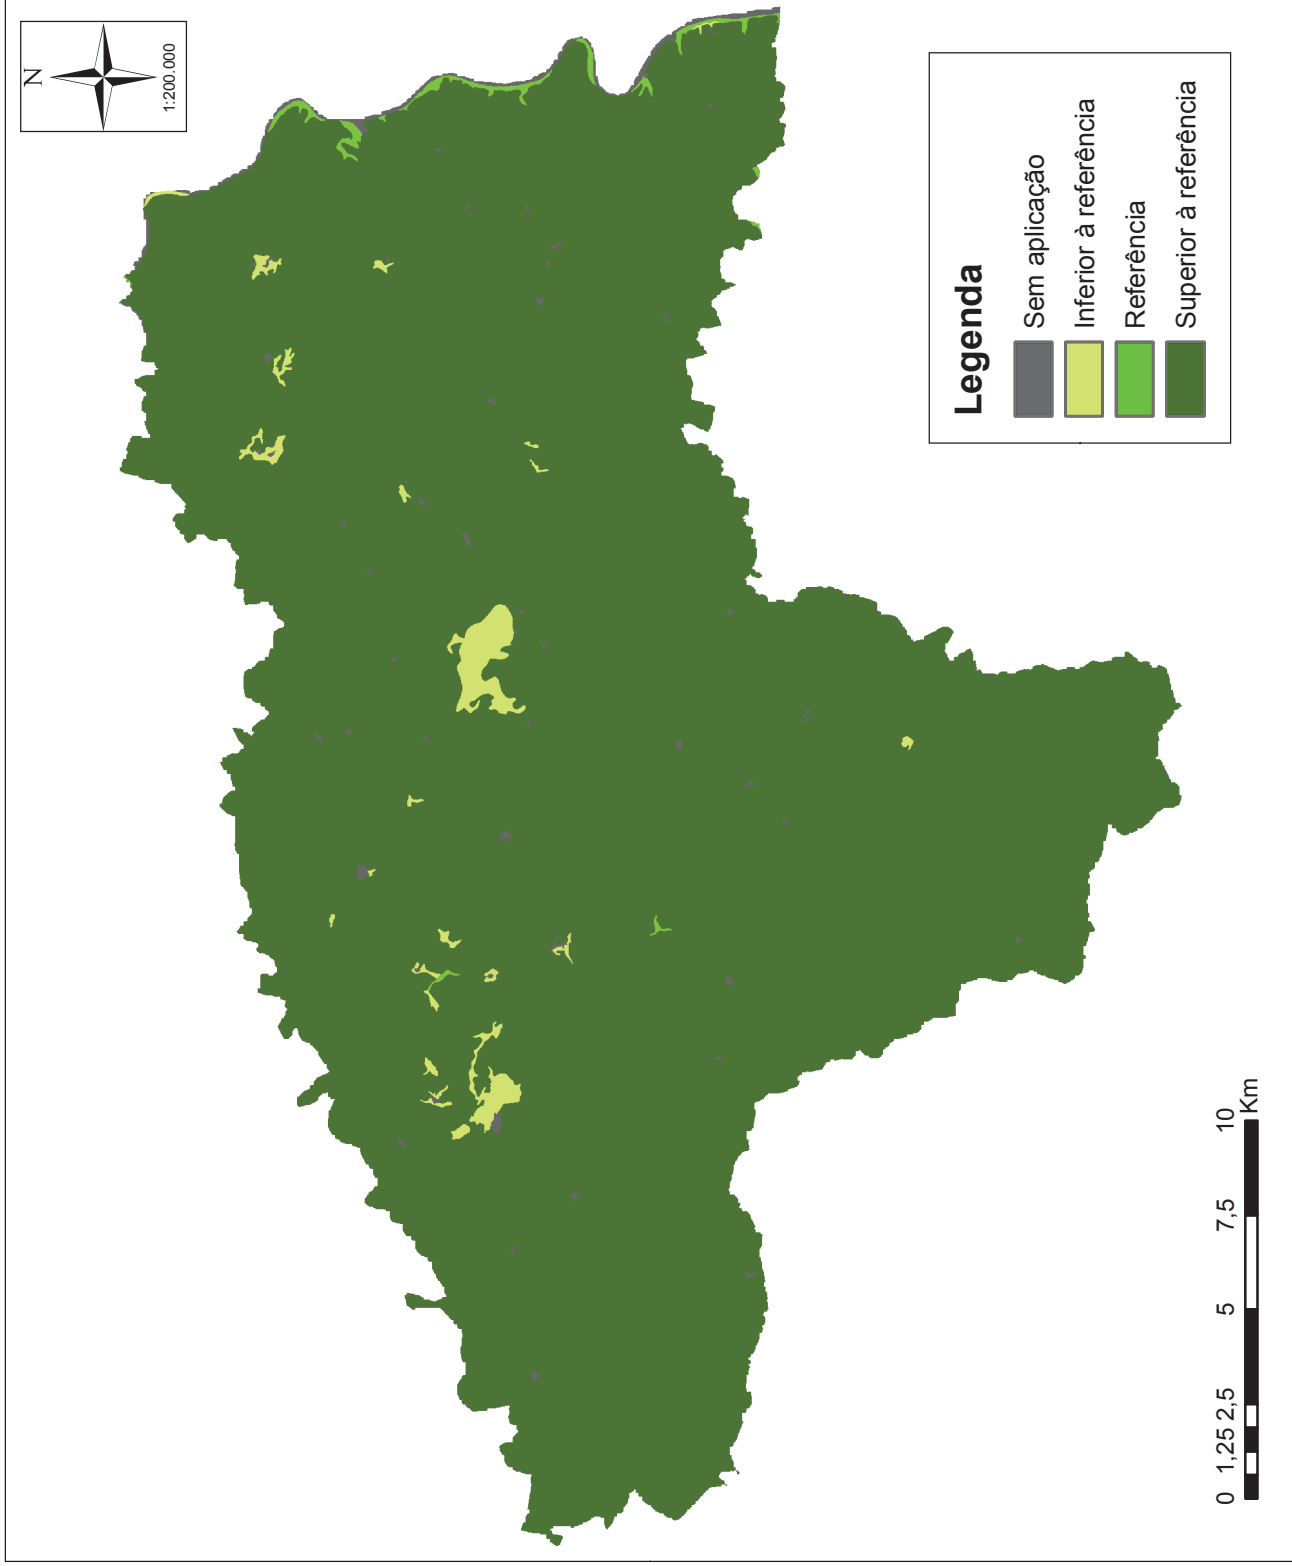 N
1:200.000
Legenda
Sem aplicação
Inferior à referência
Referência
Superior à referência
0 1,25 2,5 5 7,5 10
Km